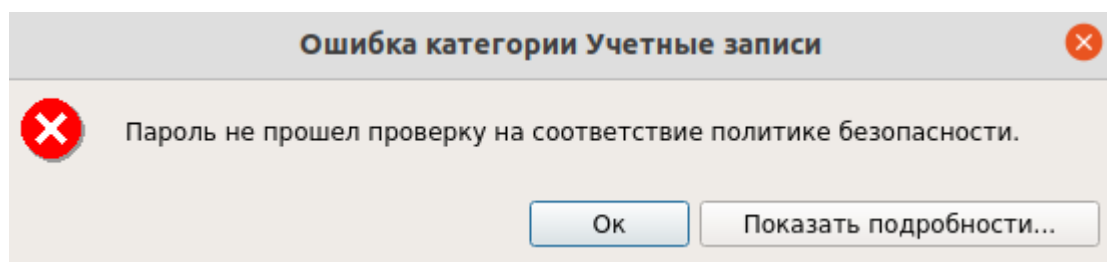 Ошибка категории Учетные записи
Пароль не прошел проверку на соответствие политике безопасности.
Ок
Показать подробности...